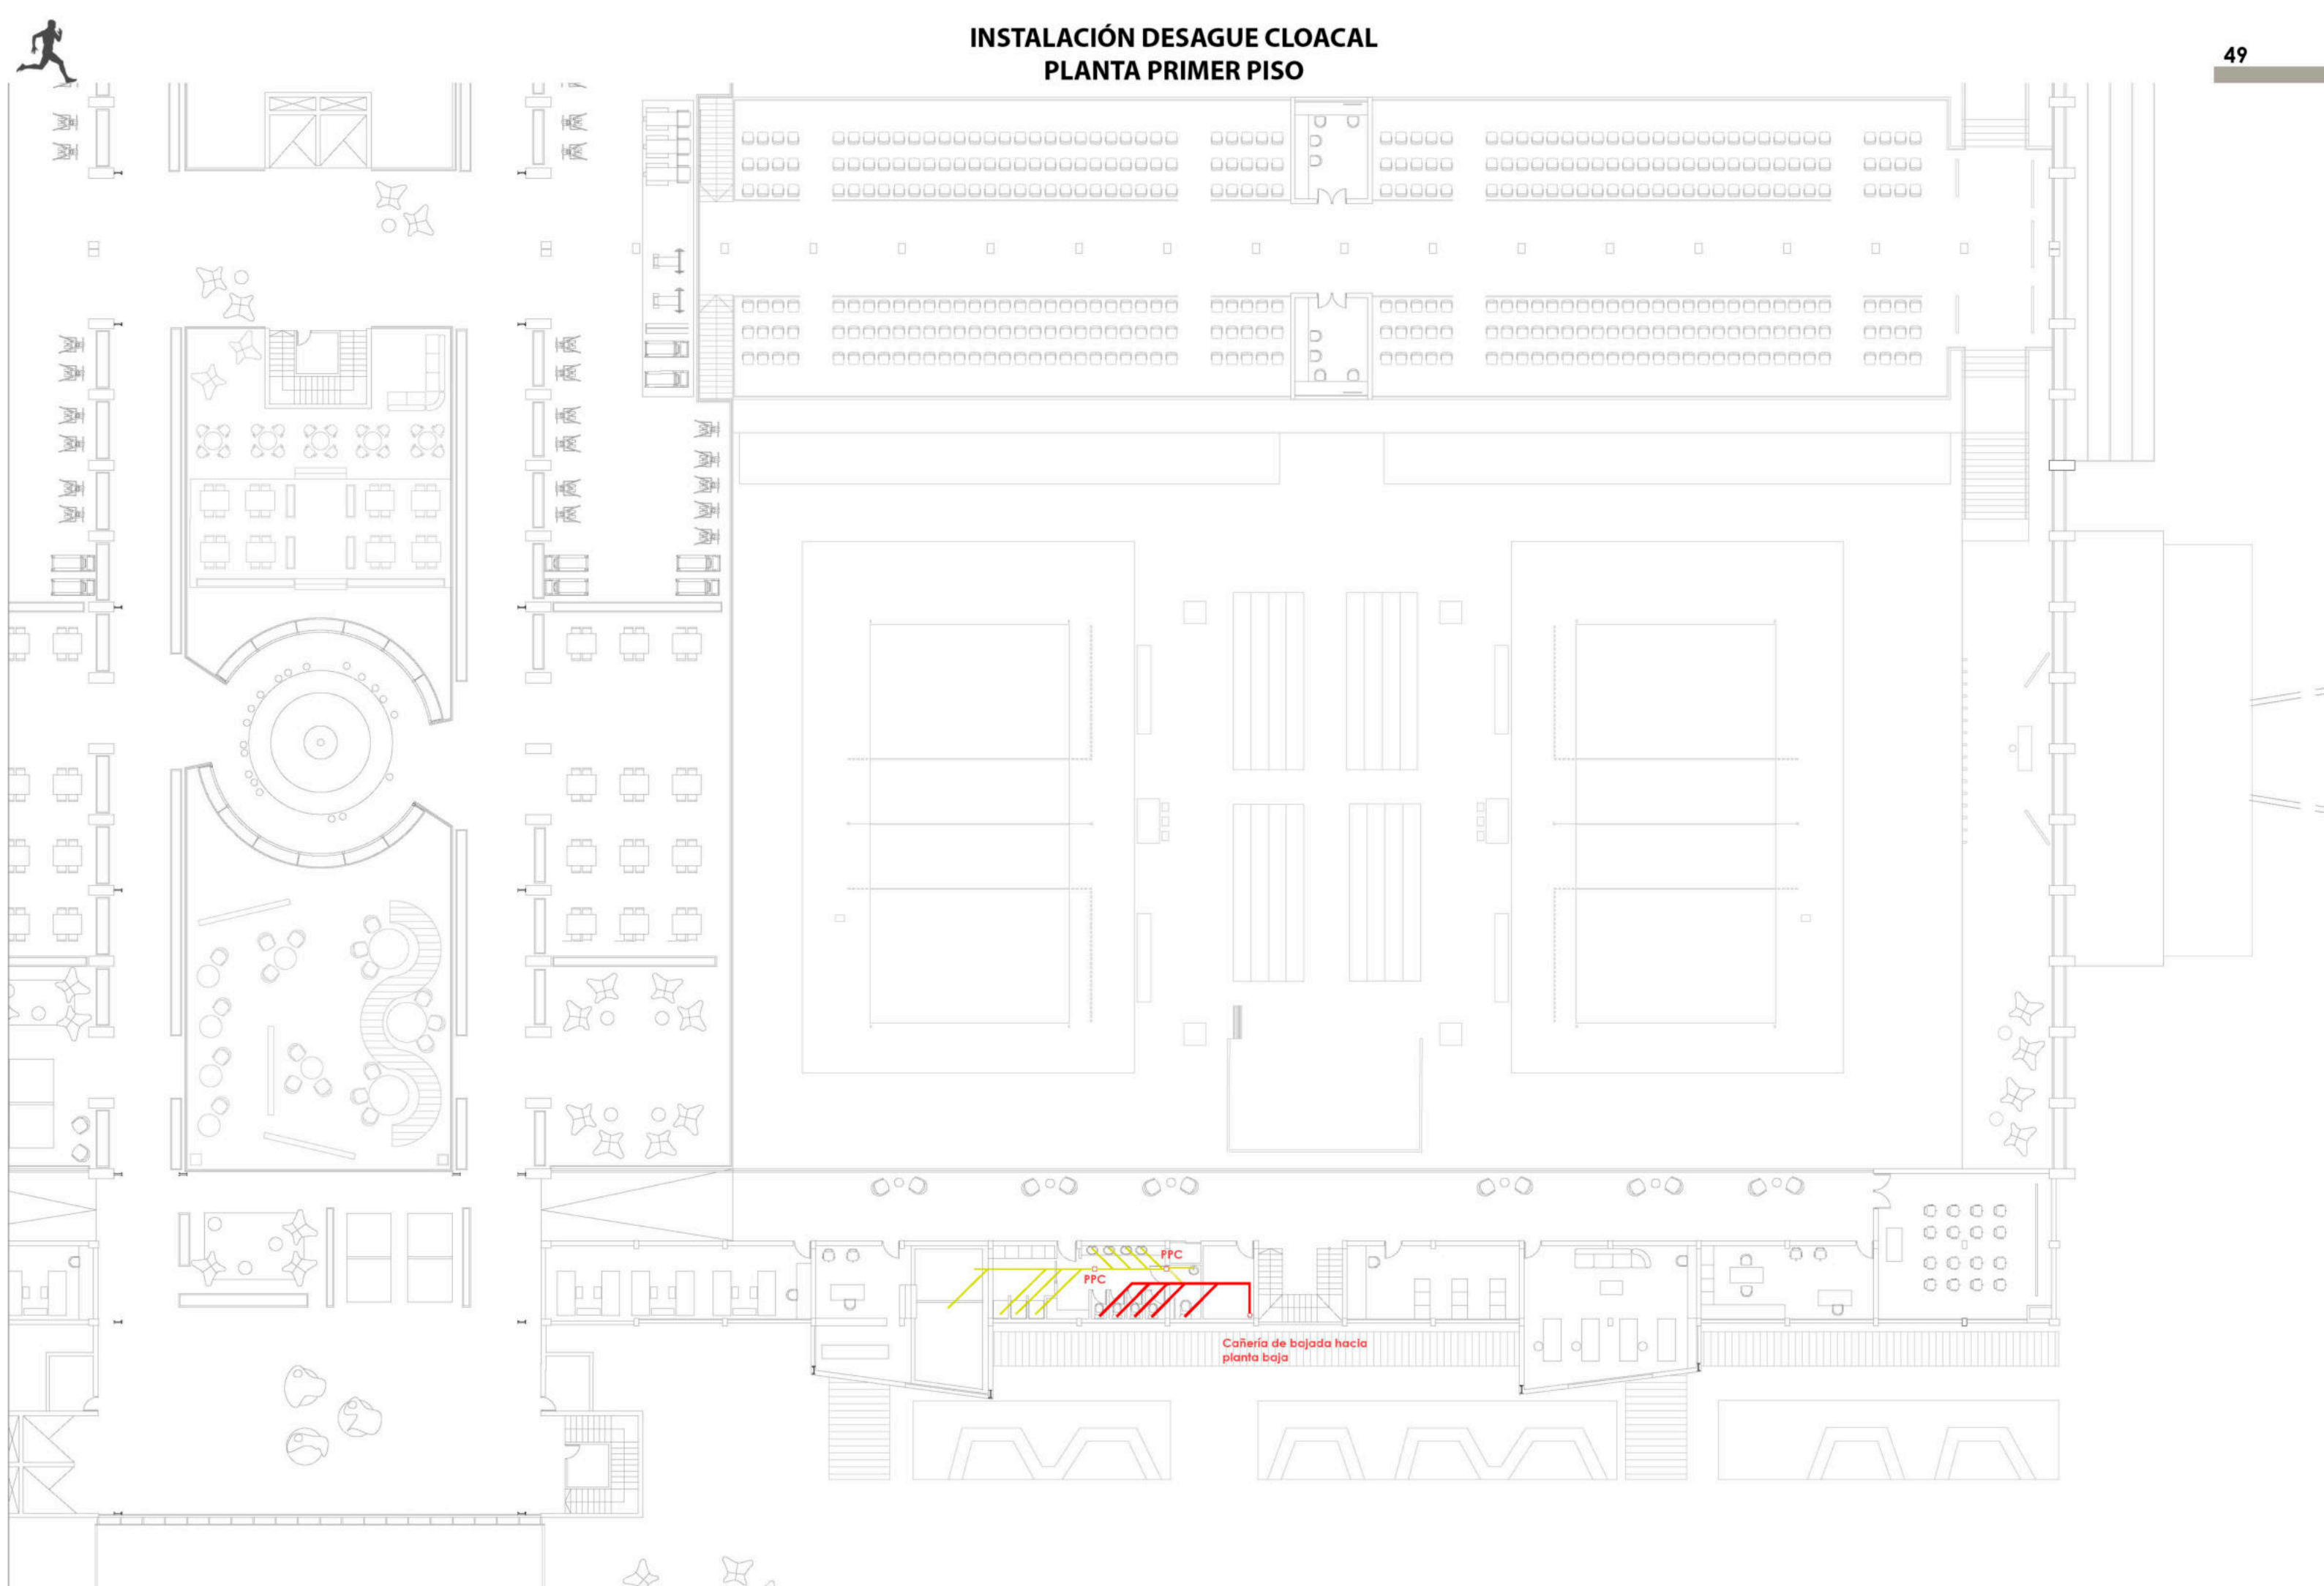 INSTALACIÓN DESAGUE CLOACAL
PLANTA PRIMER PISO
49
PPC
PPC
Cañería de bajada hacia
planta baja